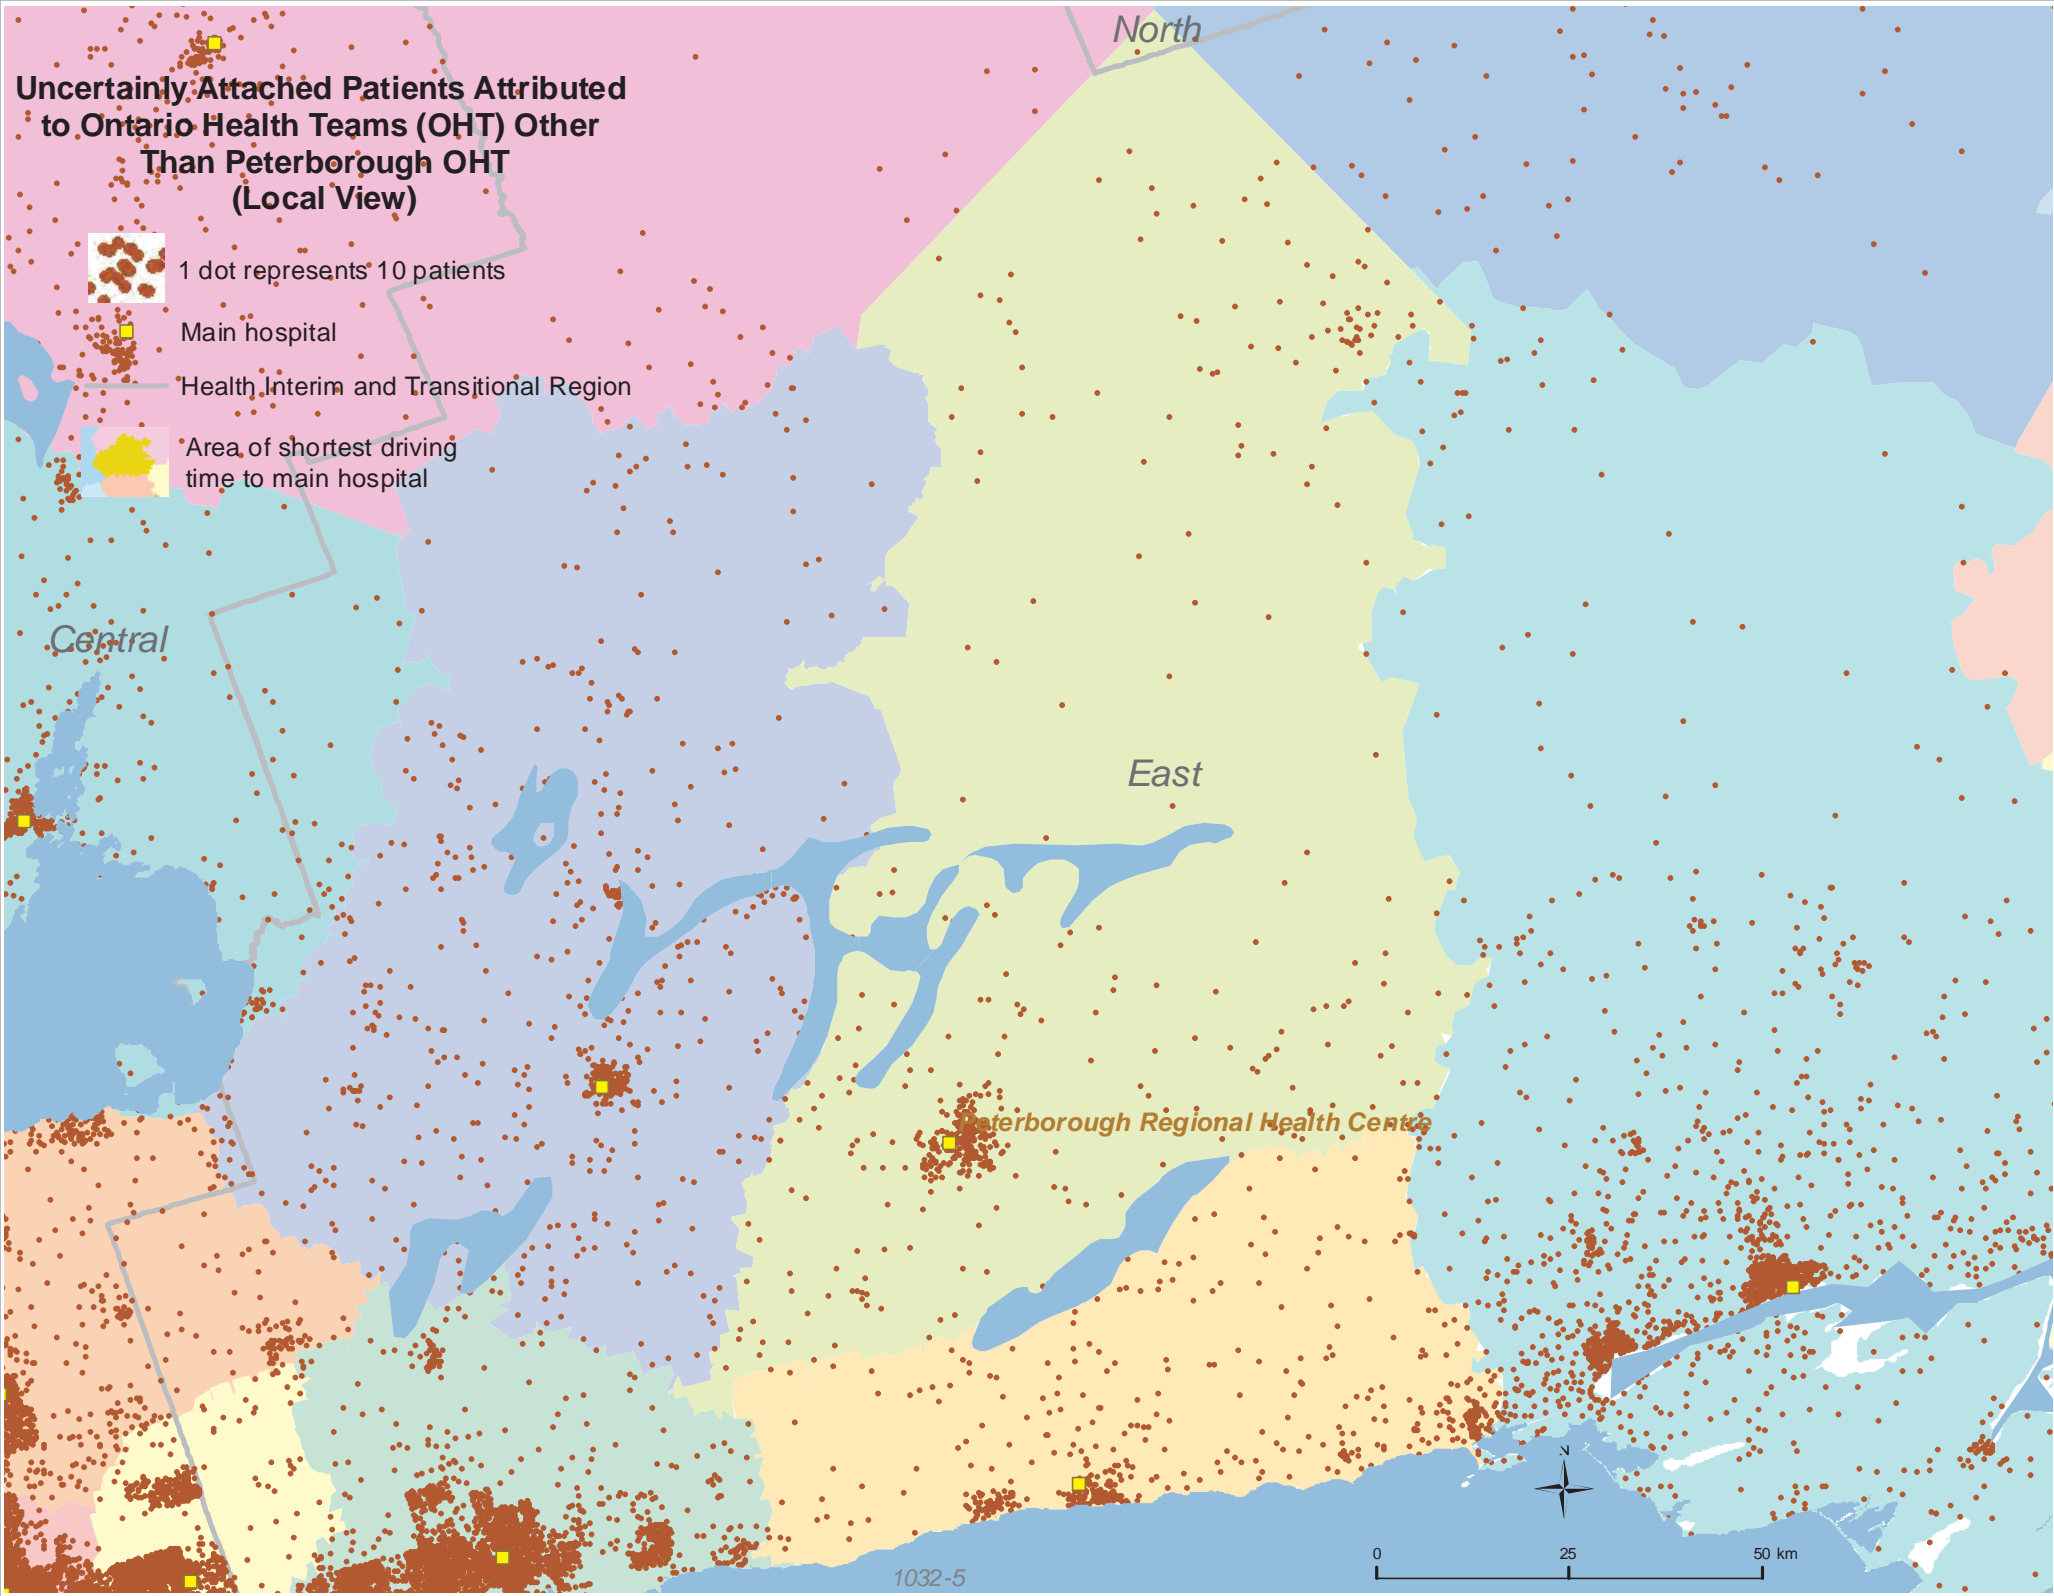 North
Uncertainly Attached Patients Attributed
to Ontario Health Teams (OHT) Other
Than Peterborough OHT
(Local View)
1 dot represents 10 patients
Main hospital
Health Interim and Transitional Region
Area of shortest driving
time to main hospital
Central
East
Peterborough Regional Health Centre
N
0 25 50 km
1032-5